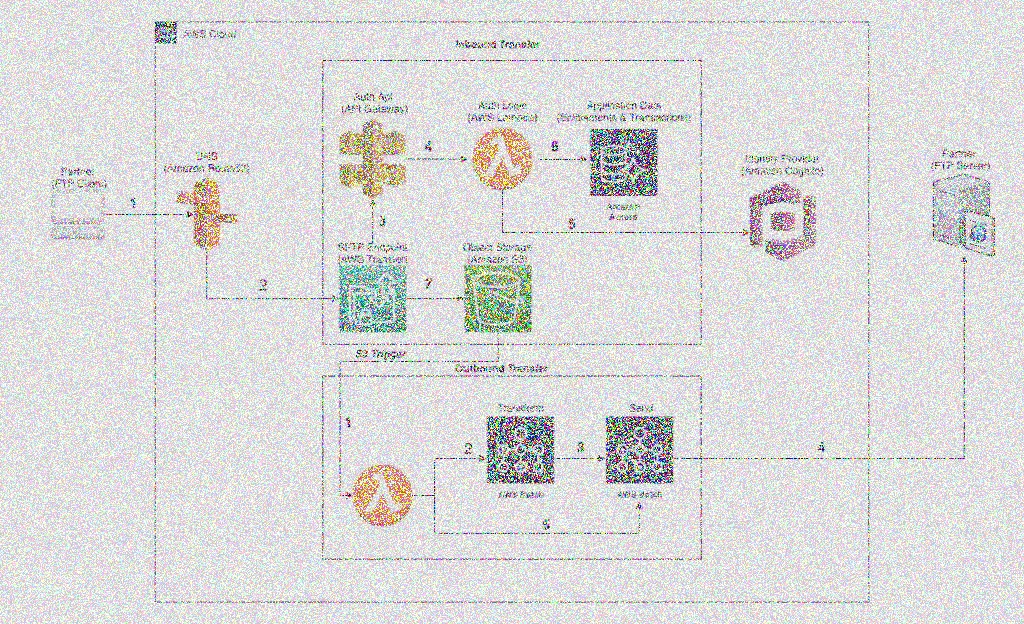 AWS Cloud
Inbound Transfer
Auth Api
(API Gateway)
Auth Logic
(AWS Lambda)
Application Data
(Entitlements & Transactions)
4
6
DNS
(Amazon Route53)
Partner
(FTP Client)
1
Identity Provider
(Amazon Cognito)
Partner
(FTP Server)
Amazon
Aurora
3
5
SFTP Endpoint
(AWS Transfer)
Object Storage
(Amazon S3)
2
7
S3 Trigger
Outbound Transfer
Transform
Send
1
2
3
4
AWS Batch
AWS Batch
5